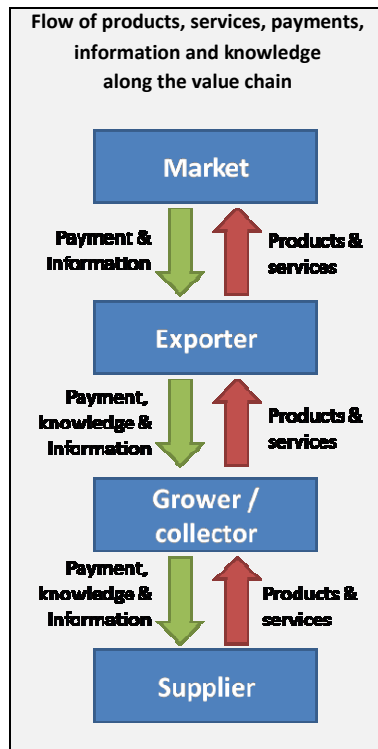 Flow of products, services, payments,
information and knowledge
along the value chain
Market
Payment &
Information
Products &
services
Exporter
Payment,
knowledge &
Information
Products &
services
Grower /
collector
Payment,
knowledge &
Information
Products &
services
Supplier